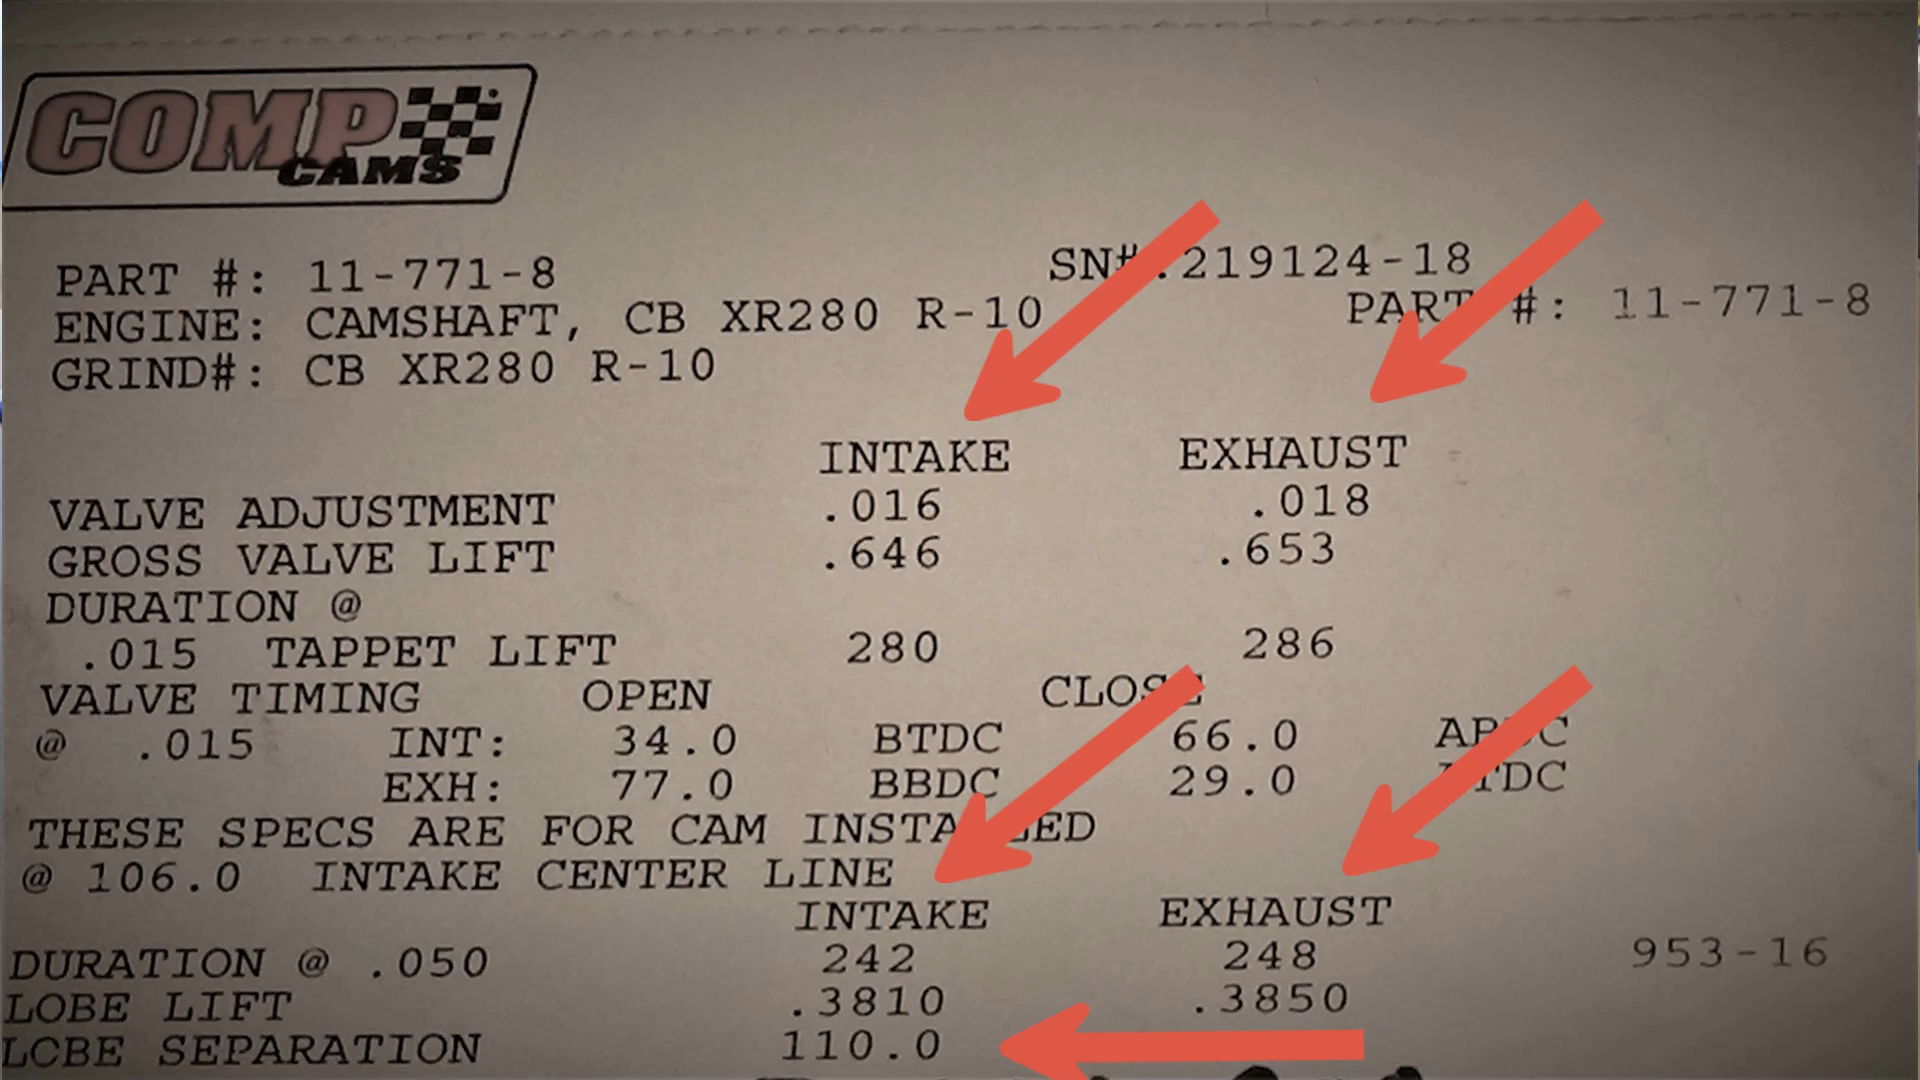 COMP
CAMS
PART #: 11-771-8 SN#:219124-18
ENGINE: CAMSHAFT, CB XR280 R-10 PART #: 11-771-8
GRIND#: CB XR280 R-10
INTAKE EXHAUST
VALVE ADJUSTMENT .016 .018
GROSS VALVE LIFT .646 .653
DURATION @
.015 TAPPET LIFT 280 286
VALVE TIMING OPEN CLOSE
@ .015 INT: 34.0 BTDC 66.0 ABDC
EXH: 77.0 BBDC 29.0 ATDC
THESE SPECS ARE FOR CAM INSTALLED
@ 106.0 INTAKE CENTER LINE
INTAKE EXHAUST
DURATION @ .050 242 248 953-16
LOBE LIFT .3810 .3850
LOBE SEPARATION 110.0